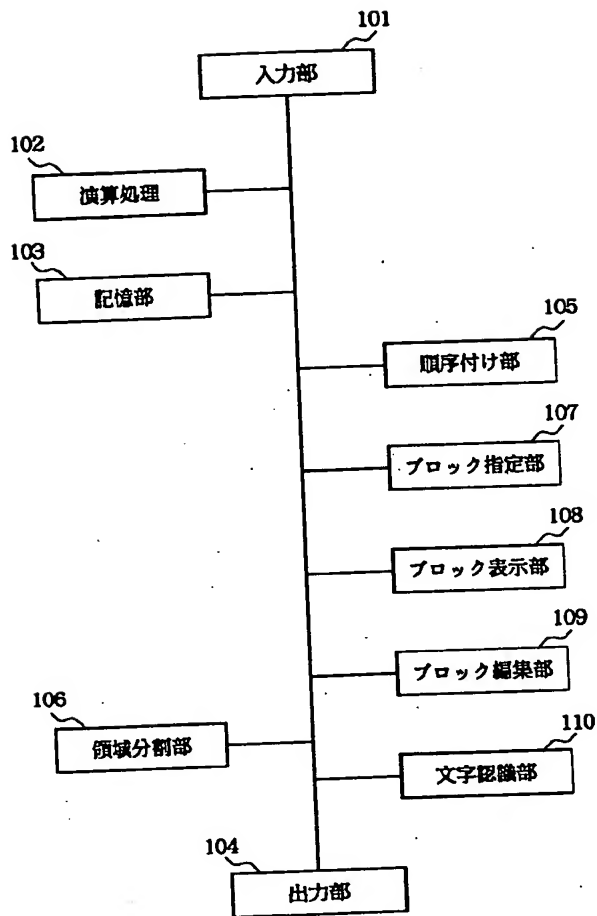 101
入力部
102
演算処理
103
記憶部
105
順序付け部
107
ブロック指定部
108
ブロック表示部
109
ブロック編集部
106
領域分割部
110
文字認識部
104
出力部